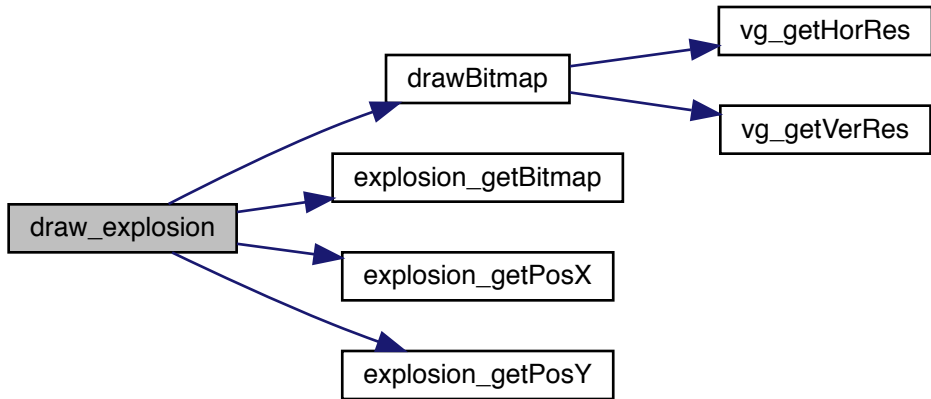 vg_getHorRes
drawBitmap
vg_getVerRes
explosion_getBitmap
draw_explosion
explosion_getPosX
explosion_getPosY